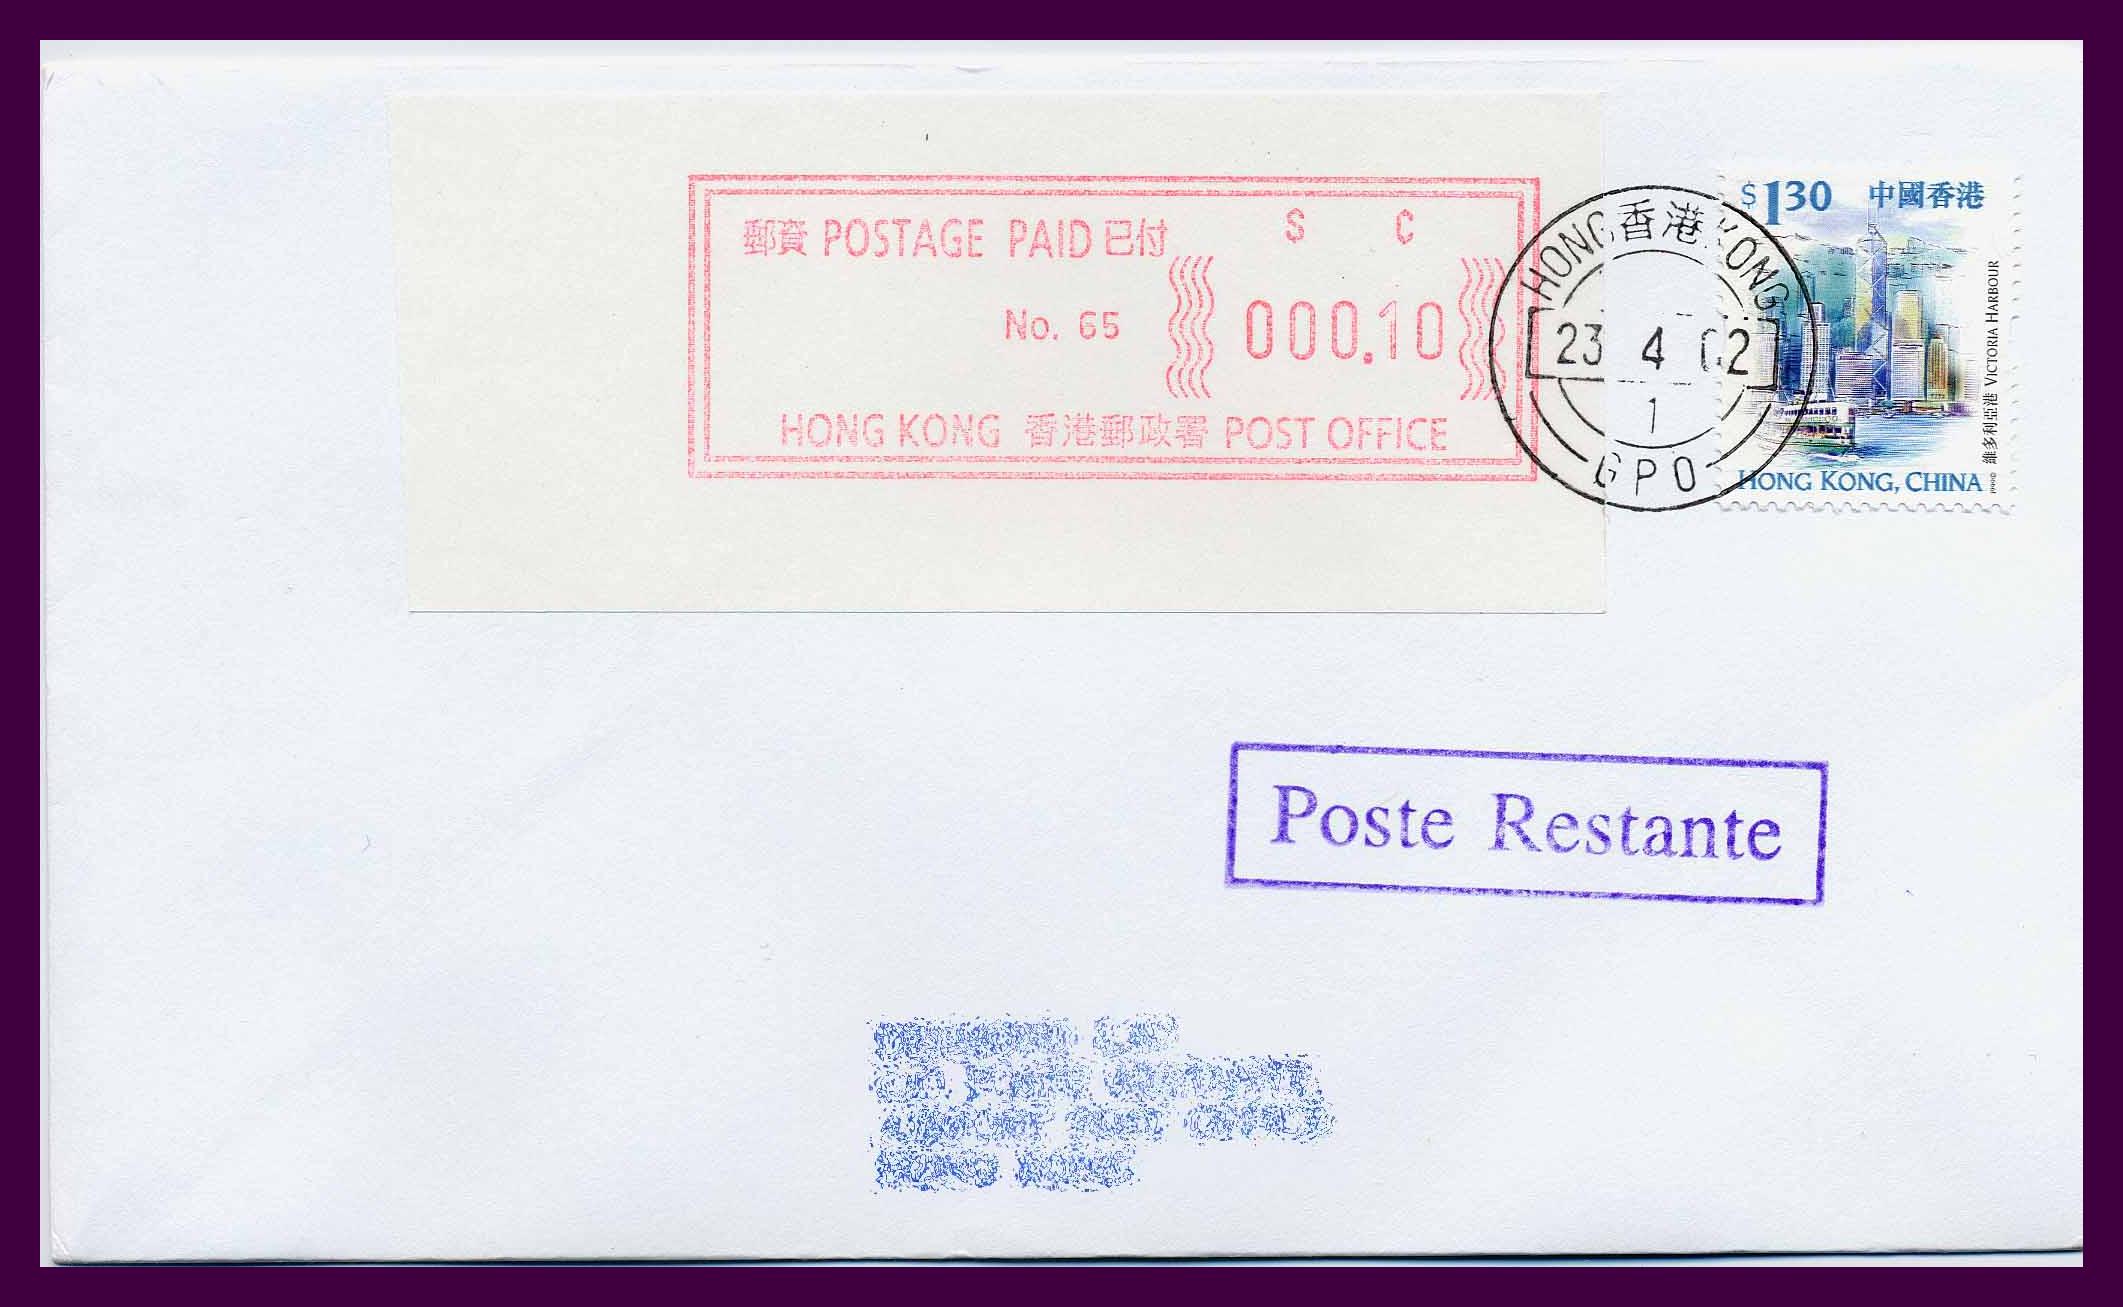 郵資 POSTAGE PAID 已付
$ C
No. 65
000.10
HONG KONG 香港郵政署 POST OFFICE
HONG 香港 KONG
23 4 02
1
GPO
$1.30 中國香港
維多利亞港 VICTORIA HARBOUR
1999
HONG KONG, CHINA
Poste Restante